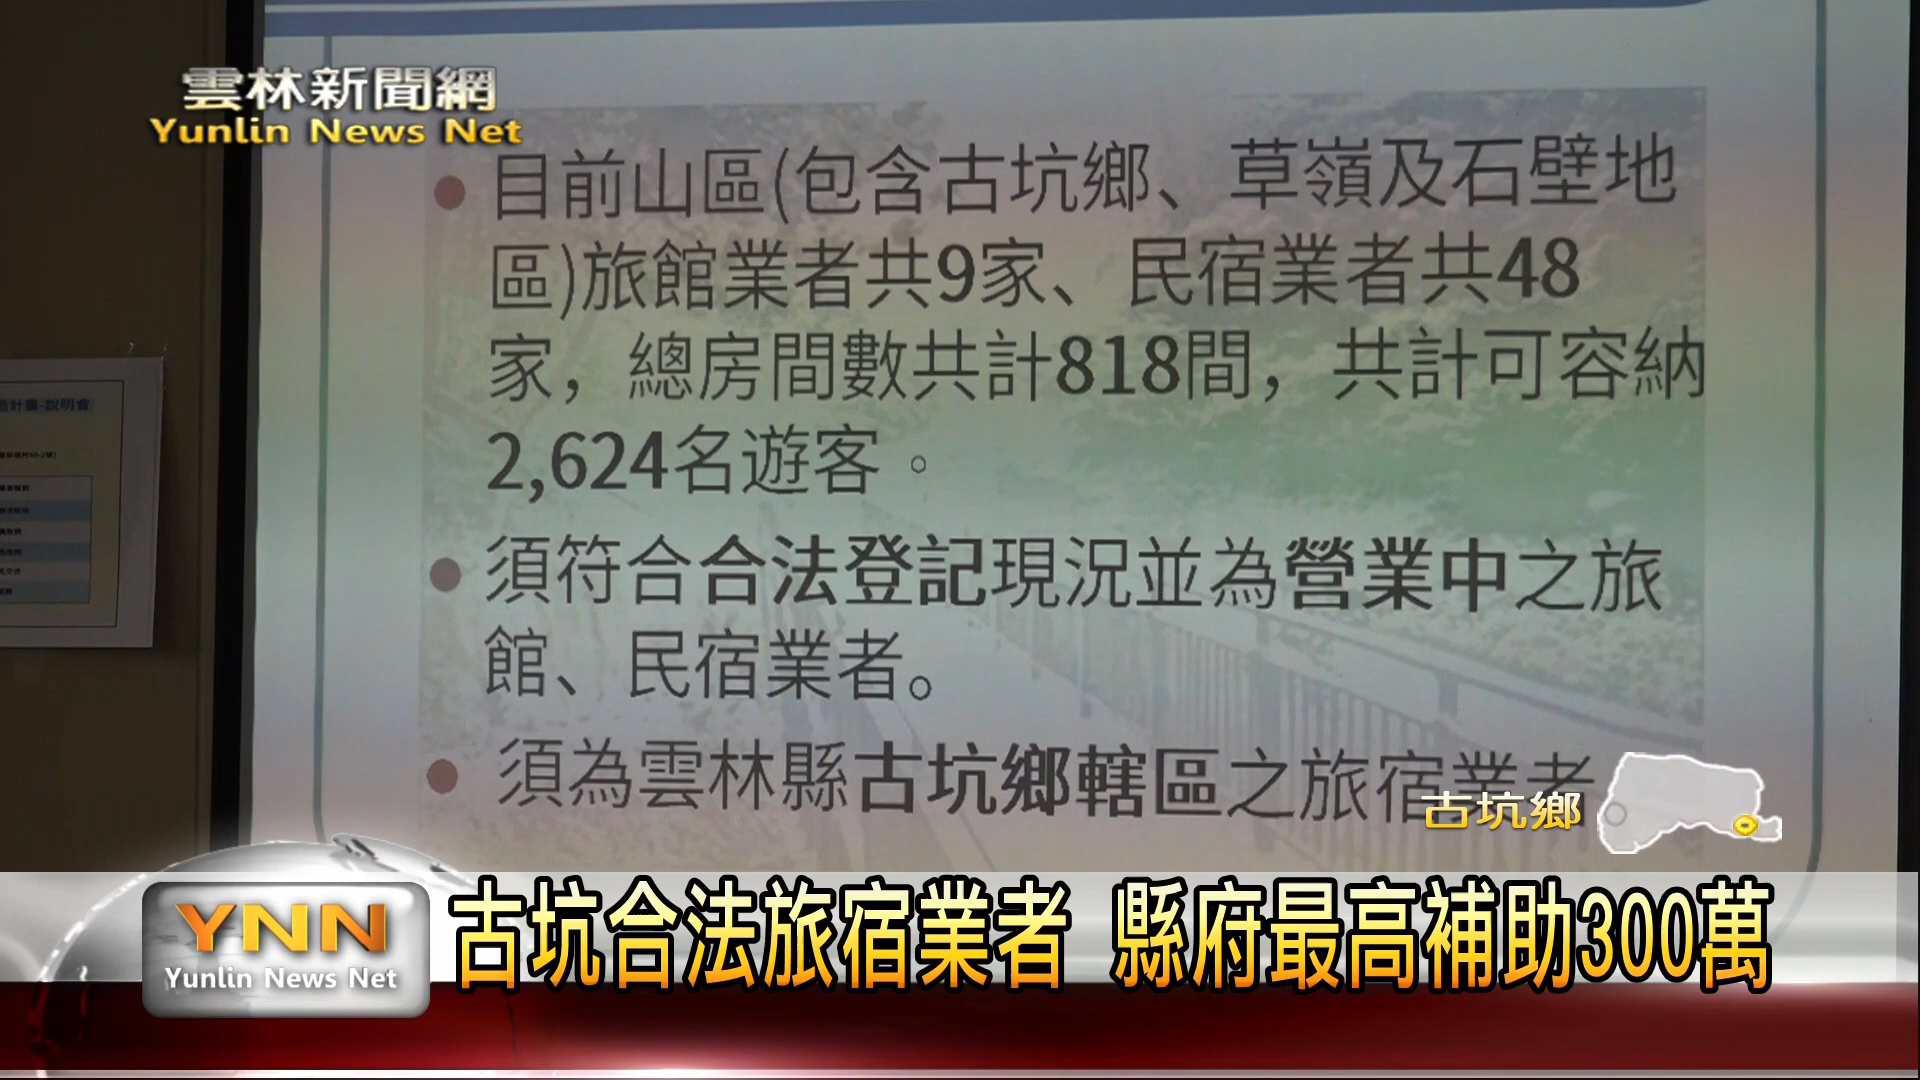 雲林新聞網
Yunlin News Net
目前山區(包含古坑鄉、草嶺及石壁地
區)旅館業者共9家、民宿業者共48
家，總房間數共計818間，共計可容納
2,624名遊客。
須符合合法登記現況並為營業中之旅
館、民宿業者。
須為雲林縣古坑鄉轄區之旅宿業者
古坑鄉
YNN
Yunlin News Net
古坑合法旅宿業者 縣府最高補助300萬